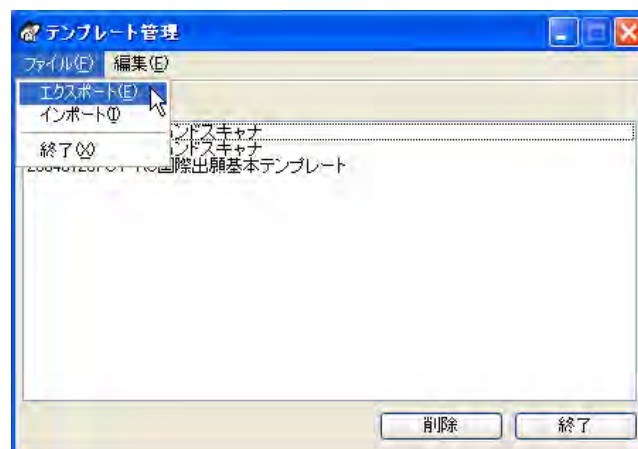 テンプレート管理
ファイル(F) 編集(E)
エクスポート(E)
インポート(I)
ンドスキャナ
終了(X)
ンドスキャナ
国際出願基本テンプレート
削除 終了